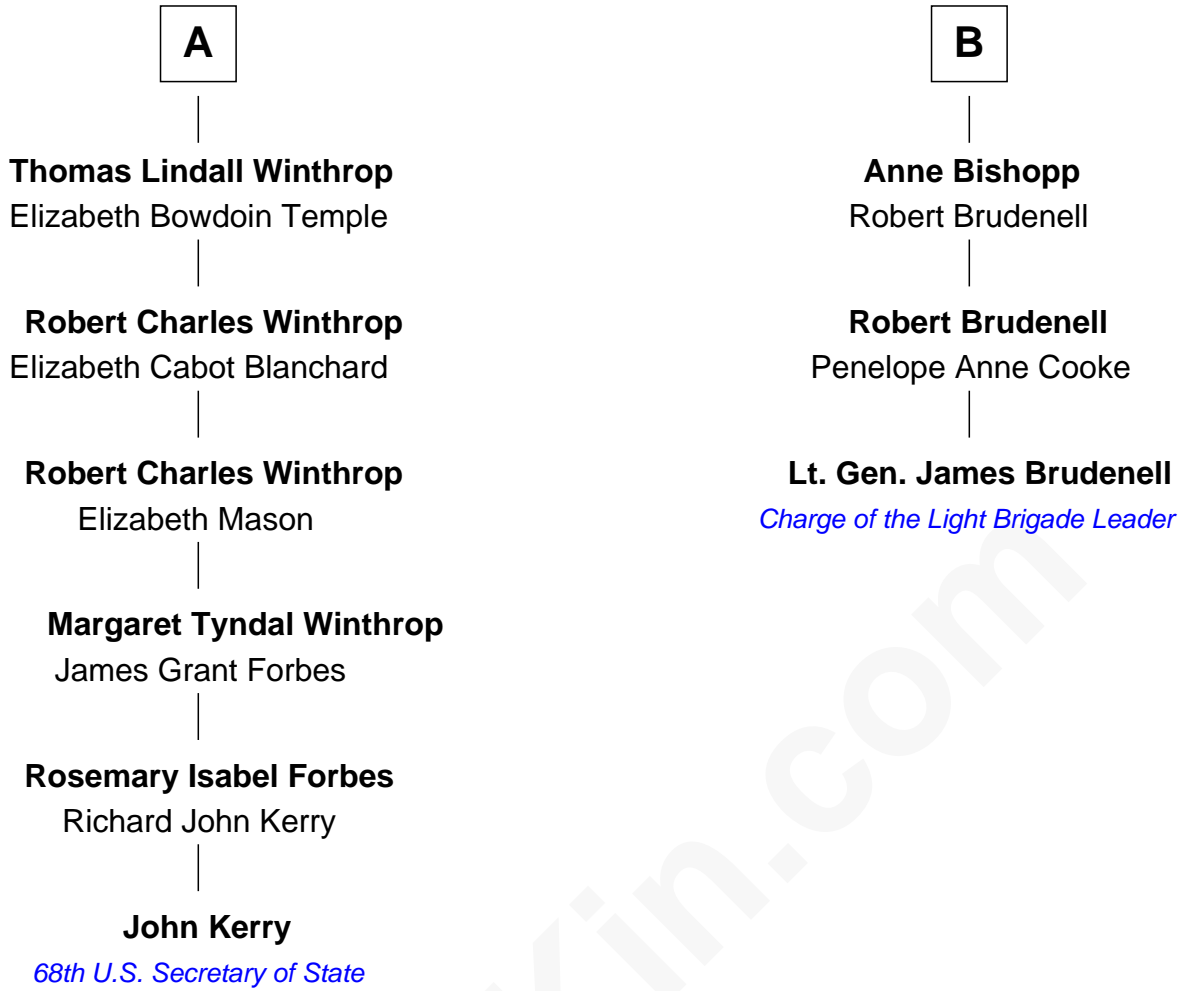 A
Thomas Lindall Winthrop
Elizabeth Bowdoin Temple
Robert Charles Winthrop
Elizabeth Cabot Blanchard
Robert Charles Winthrop
Elizabeth Mason
Margaret Tyndal Winthrop
James Grant Forbes
Rosemary Isabel Forbes
Richard John Kerry
John Kerry
68th U.S. Secretary of State
B
Anne Bishopp
Robert Brudenell
Robert Brudenell
Penelope Anne Cooke
Lt. Gen. James Brudenell
Charge of the Light Brigade Leader